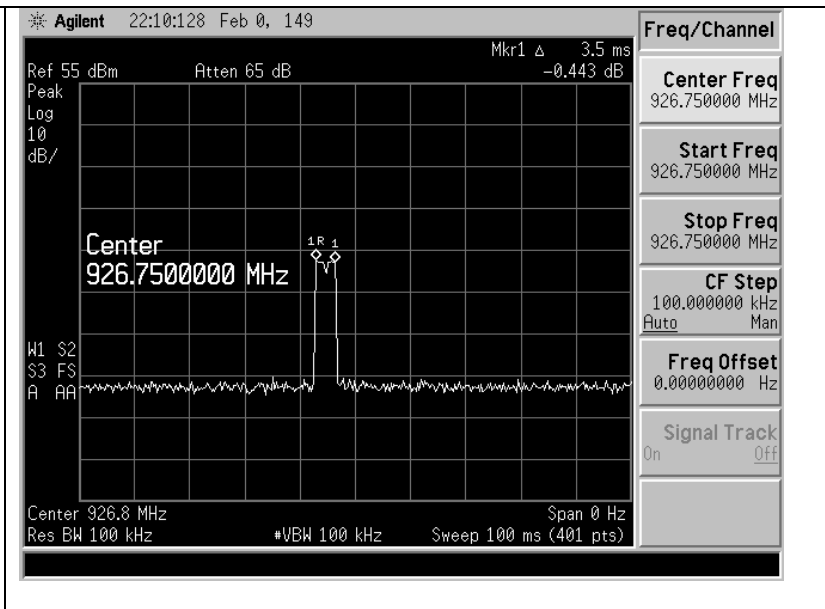 Agilent 22:10:128 Feb 0, 149
Mkr1 Δ 3.5 ms
Ref 55 dBm Atten 65 dB -0.443 dB
Peak
Log
10
dB/
1R 1
Center
926.7500000 MHz
W1 S2
S3 FS
A AA
Center 926.8 MHz Span 0 Hz
Res BW 100 kHz #VBW 100 kHz Sweep 100 ms (401 pts)
Freq/Channel
Center Freq
926.750000 MHz
Start Freq
926.750000 MHz
Stop Freq
926.750000 MHz
CF Step
100.000000 kHz
Auto Man
Freq Offset
0.00000000 Hz
Signal Track
On Off